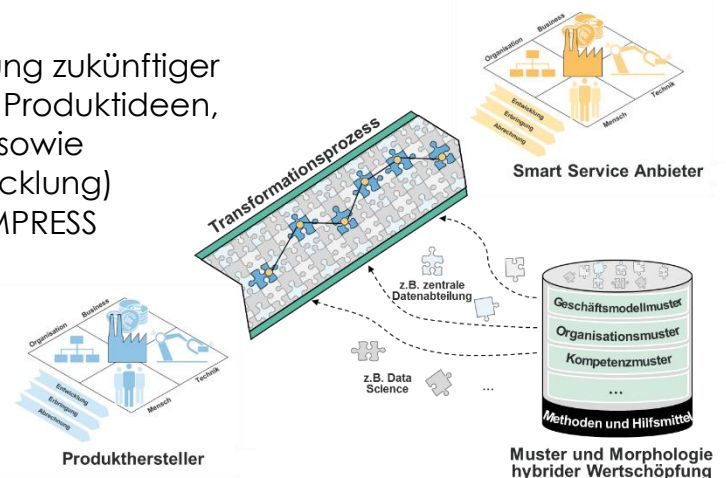 ung zukünftiger
Produktideen,
sowie
cklung)
MPRESS
Business
Organisation
Technik
Mensch
Entwicklung
Erbringung
Abrechnung
Smart Service Anbieter
Transformationsprozess
z.B. zentrale
Datenabteilung
z.B. Data
Science
...
Geschäftsmodellmuster
Organisationsmuster
Kompetenzmuster
...
Methoden und Hilfsmittel
Muster und Morphologie
hybrider Wertschöpfung
Business
Organisation
Technik
Mensch
Entwicklung
Erbringung
Abrechnung
Produkthersteller